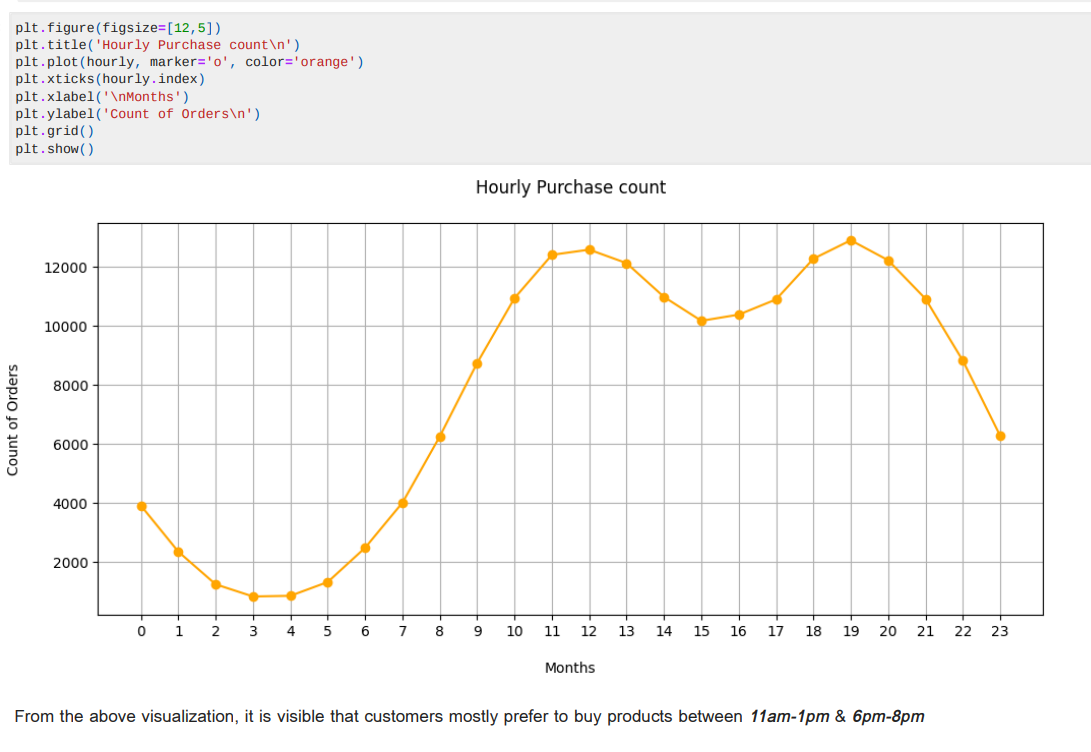 plt.figure(figsize=[12,5])
plt.title('Hourly Purchase count\n')
plt.plot(hourly, marker='o', color='orange')
plt.xticks(hourly.index)
plt.xlabel('\nMonths')
plt.ylabel('Count of Orders\n')
plt.grid()
plt.show()
Hourly Purchase count
12000
10000
8000
6000
4000
2000
Count of Orders
0 1 2 3 4 5 6 7 8 9 10 11 12 13 14 15 16 17 18 19 20 21 22 23
Months
From the above visualization, it is visible that customers mostly prefer to buy products between 11am-1pm & 6pm-8pm